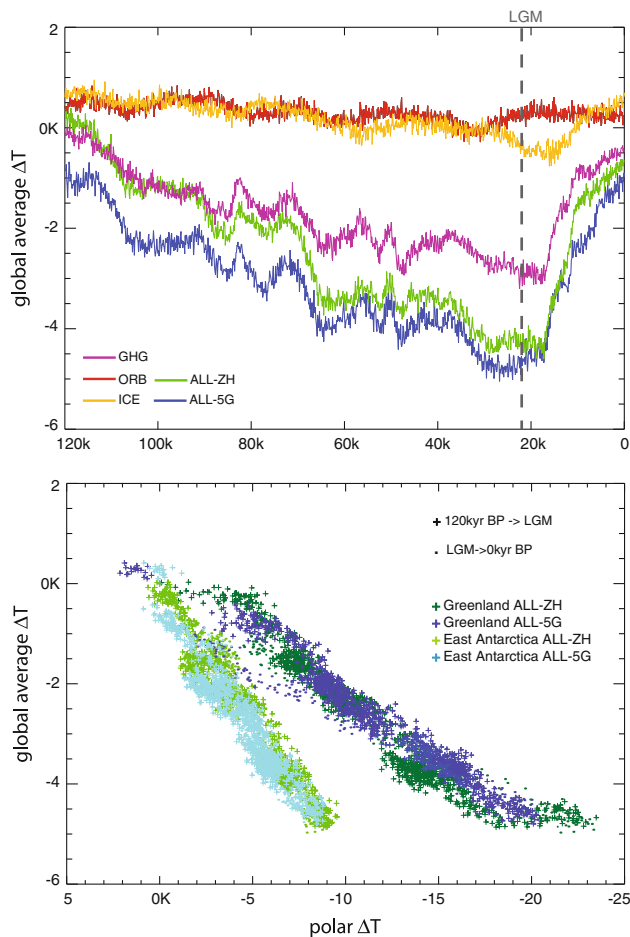 LGM
2
0K
-2
-4
-6
global average ΔT
GHG
ORB
ALL-ZH
ICE
ALL-5G
120k 100k 80k 60k 40k 20k 0
2
0K
-2
-4
-6
global average ΔT
120kyr BP -> LGM
LGM->0kyr BP
Greenland ALL-ZH
Greenland ALL-5G
East Antarctica ALL-ZH
East Antarctica ALL-5G
5 0K -5 -10 -15 -20 -25
polar ΔT